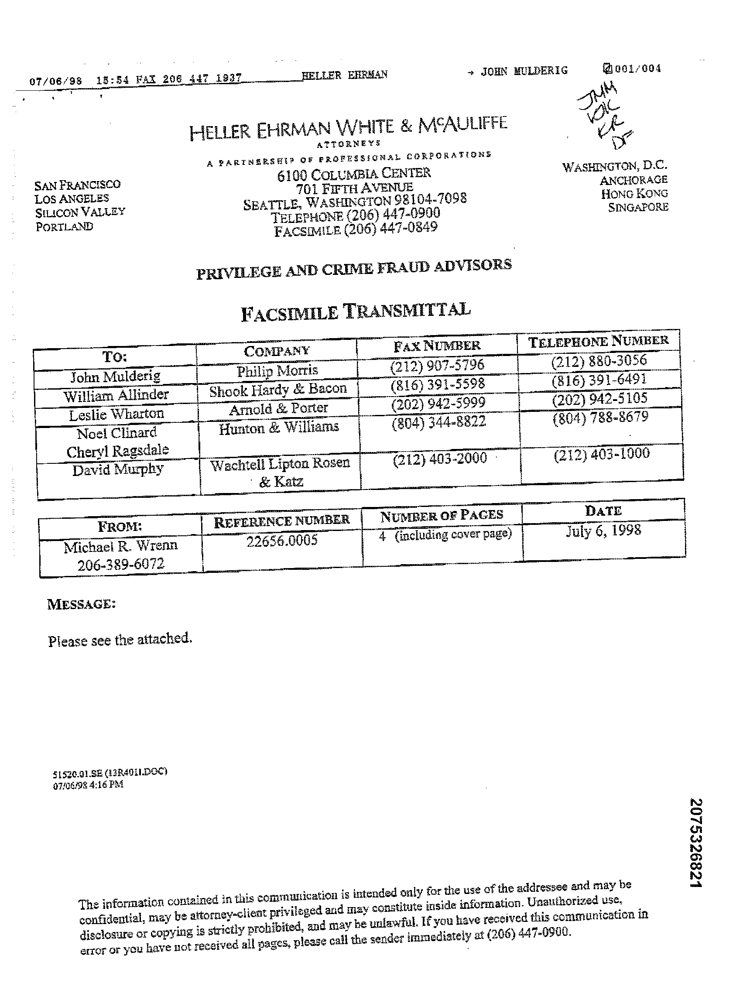 07/06/98 15:54 FAX 206 447 1937 HELLER EHRMAN → JOHN MULDERIG 001/004
JMM
KR
DF
HELLER EHRMAN WHITE & MCAULIFFE
ATTORNEYS
A PARTNERSHIP OF PROFESSIONAL CORPORATIONS
6100 COLUMBIA CENTER
701 FIFTH AVENUE
SEATTLE, WASHINGTON 98104-7098
TELEPHONE (206) 447-0900
FACSIMILE (206) 447-0849
SAN FRANCISCO
LOS ANGELES
SILICON VALLEY
PORTLAND
WASHINGTON, D.C.
ANCHORAGE
HONG KONG
SINGAPORE
PRIVILEGE AND CRIME FRAUD ADVISORS
FACSIMILE TRANSMITTAL
TO: COMPANY FAX NUMBER TELEPHONE NUMBER
John Mulderig Philip Morris (212) 907-5796 (212) 880-3056
William Allinder Shook Hardy & Bacon (816) 391-5598 (816) 391-6491
Leslie Wharton Arnold & Porter (202) 942-5999 (202) 942-5105
Noel Clinard Hunton & Williams (804) 344-8822 (804) 788-8679
Cheryl Ragsdale
David Murphy Wachtell Lipton Rosen (212) 403-2000 (212) 403-1000
& Katz
FROM: REFERENCE NUMBER NUMBER OF PAGES DATE
Michael R. Wrenn 22656.0005 4 (including cover page) July 6, 1998
206-389-6072
MESSAGE:
Please see the attached.
51520.01.SE (13R401!.DOC)
07/06/98 4:16 PM
2075326821
The information contained in this communication is intended only for the use of the addressee and may be
confidential, may be attorney-client privileged and may constitute inside information. Unauthorized use,
disclosure or copying is strictly prohibited, and may be unlawful. If you have received this communication in
error or you have not received all pages, please call the sender immediately at (206) 447-0900.